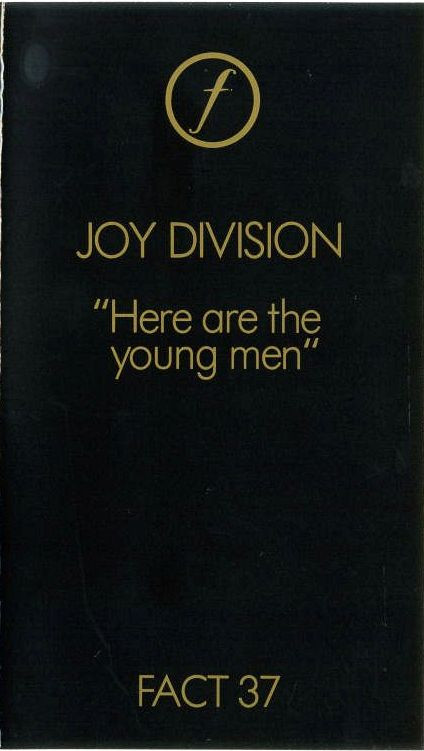 f
JOY DIVISION
"Here are the
young men"
FACT 37